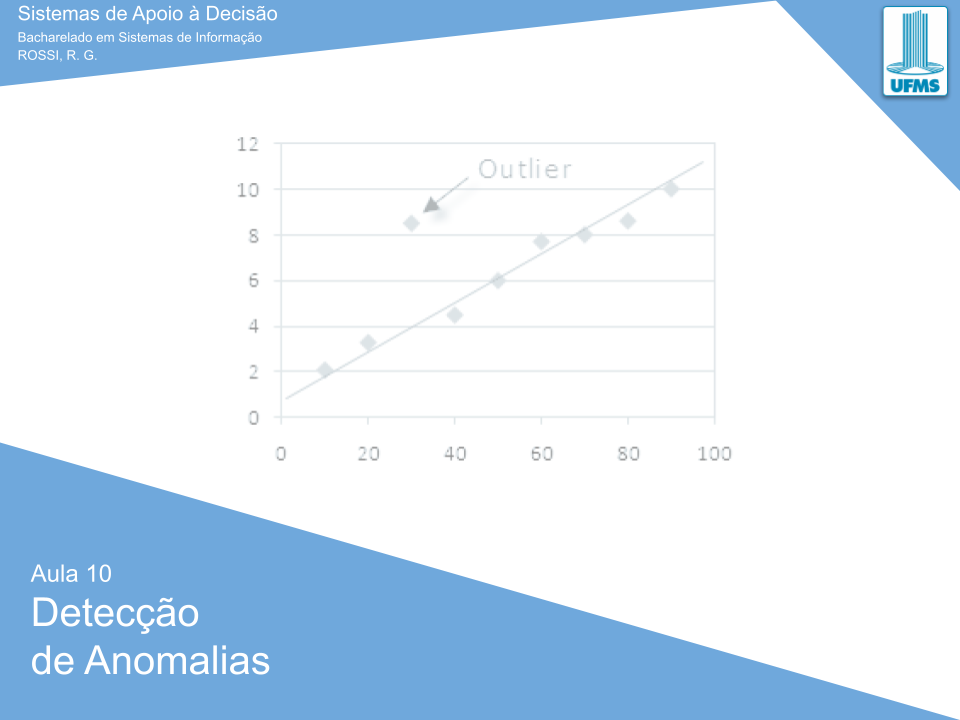 Sistemas de Apoio à Decisão
Bacharelado em Sistemas de Informação
ROSSI, R. G.
UFMS
12
Outlier
10
8
6
4
2
0
0 20 40 60 80 100
Aula 10
Detecção
de Anomalias